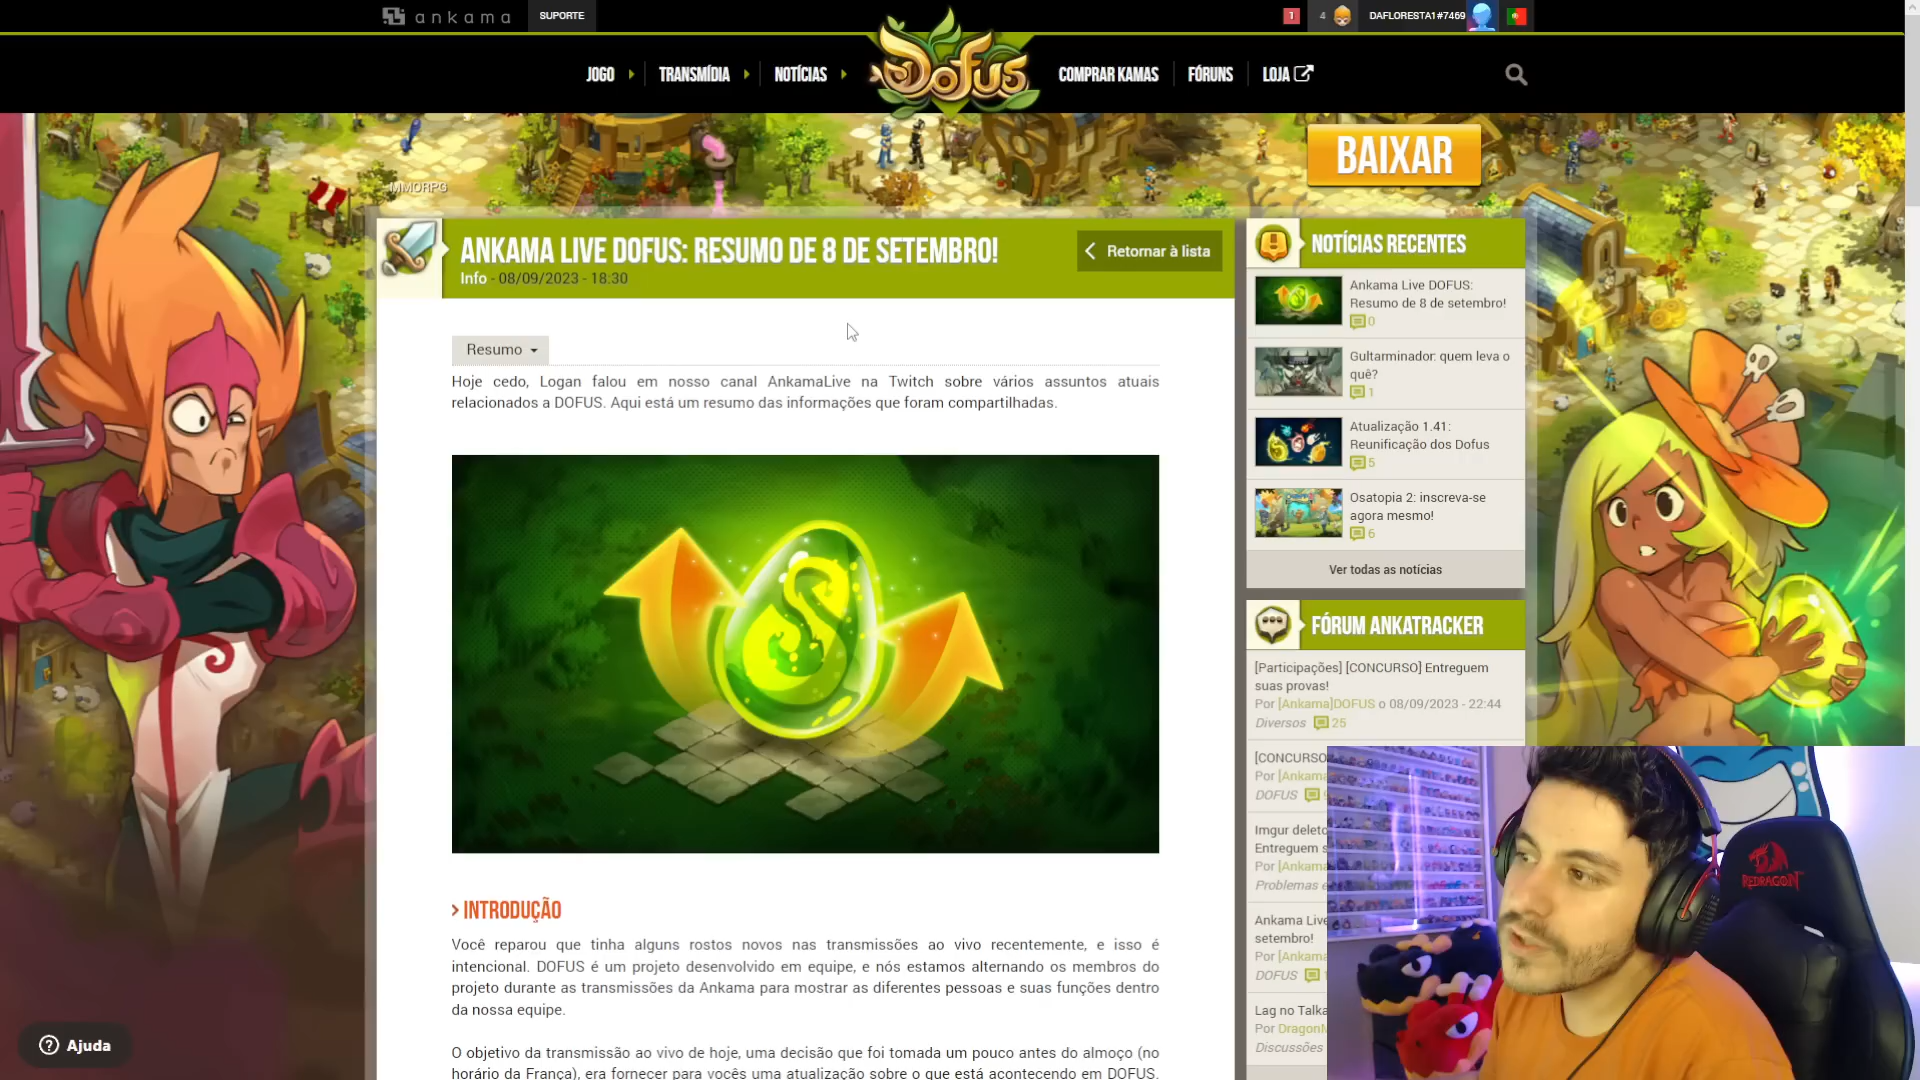 ankama
SUPORTE
1
4
DAFLORESTA1#7469
JOGO
TRANSMÍDIA
NOTÍCIAS
DOFUS
COMPRAR KAMAS
FÓRUNS
LOJA
BAIXAR
MMORPG
ANKAMA LIVE DOFUS: RESUMO DE 8 DE SETEMBRO!
Info - 08/09/2023 - 18:30
Retornar à lista
Resumo
Hoje cedo, Logan falou em nosso canal AnkamaLive na Twitch sobre vários assuntos atuais
relacionados a DOFUS. Aqui está um resumo das informações que foram compartilhadas.
> INTRODUÇÃO
Você reparou que tinha alguns rostos novos nas transmissões ao vivo recentemente, e isso é
intencional. DOFUS é um projeto desenvolvido em equipe, e nós estamos alternando os membros do
projeto durante as transmissões da Ankama para mostrar as diferentes pessoas e suas funções dentro
da nossa equipe.
O objetivo da transmissão ao vivo de hoje, uma decisão que foi tomada um pouco antes do almoço (no
horário da França), era fornecer para vocês uma atualização sobre o que está acontecendo em DOFUS.
NOTÍCIAS RECENTES
Ankama Live DOFUS:
Resumo de 8 de setembro!
0
Gultarminador: quem leva o
quê?
1
Atualização 1.41:
Reunificação dos Dofus
5
Osatopia 2: inscreva-se
agora mesmo!
6
Ver todas as notícias
FÓRUM ANKATRACKER
[Participações] [CONCURSO] Entreguem
suas provas!
Por [Ankama]DOFUS o 08/09/2023 - 22:44
Diversos 25
[CONCURSO
Por [Ankama
DOFUS
Imgur deleto
Entreguem s
Por [Ankama
Problemas e
Ankama Live
setembro!
Por [Ankama
DOFUS
Lag no Talka
Por DragonM
Discussões
REDRAGON
Ajuda